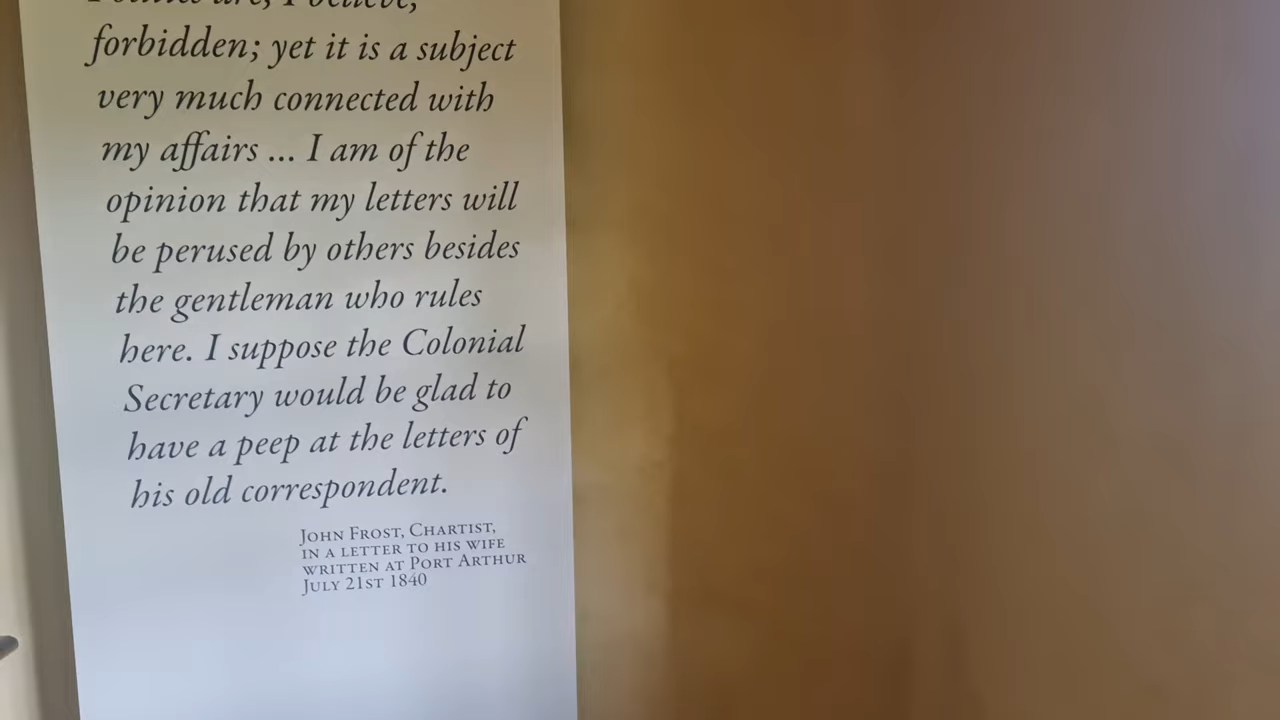 Politics are, I believe,
forbidden; yet it is a subject
very much connected with
my affairs ... I am of the
opinion that my letters will
be perused by others besides
the gentleman who rules
here. I suppose the Colonial
Secretary would be glad to
have a peep at the letters of
his old correspondent.
JOHN FROST, CHARTIST,
IN A LETTER TO HIS WIFE
WRITTEN AT PORT ARTHUR
JULY 21ST 1840